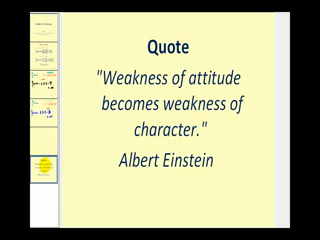 Quote
"Weakness of attitude
becomes weakness of
character."
Albert Einstein